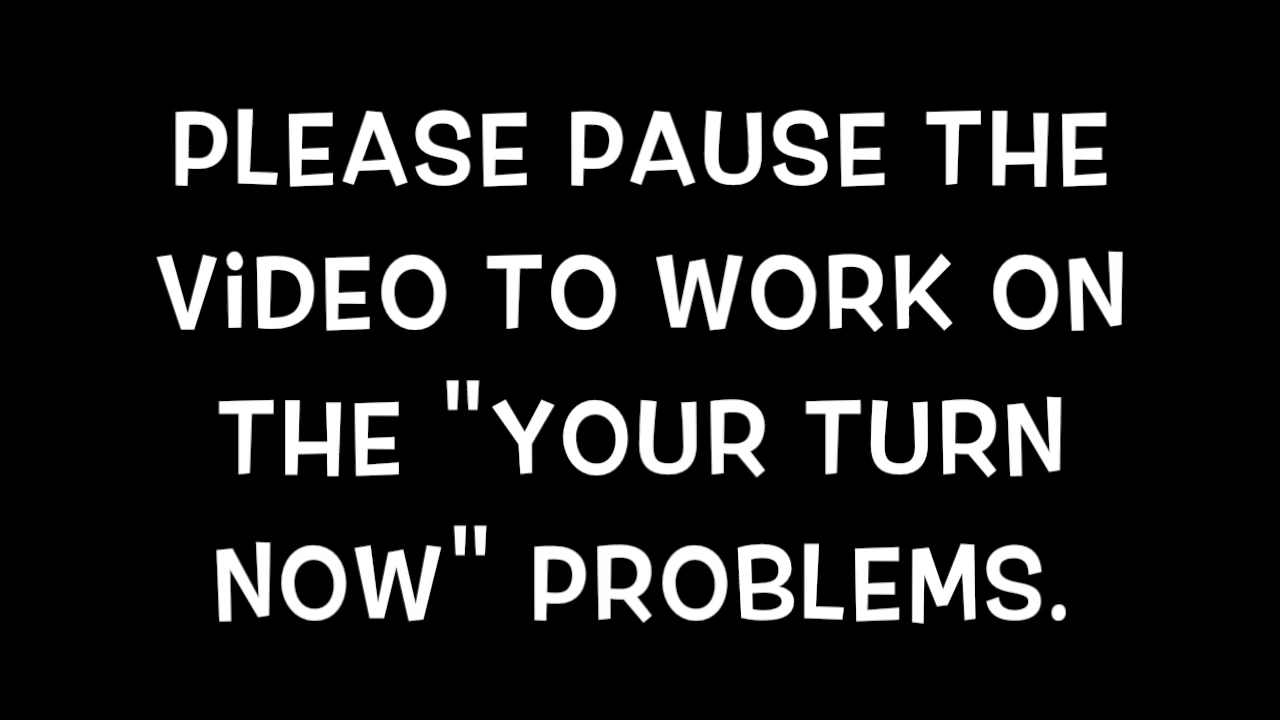 PLEASE PAUSE THE
ViDEO TO WORK ON
THE "YOUR TURN
NOW" PROBLEMS.